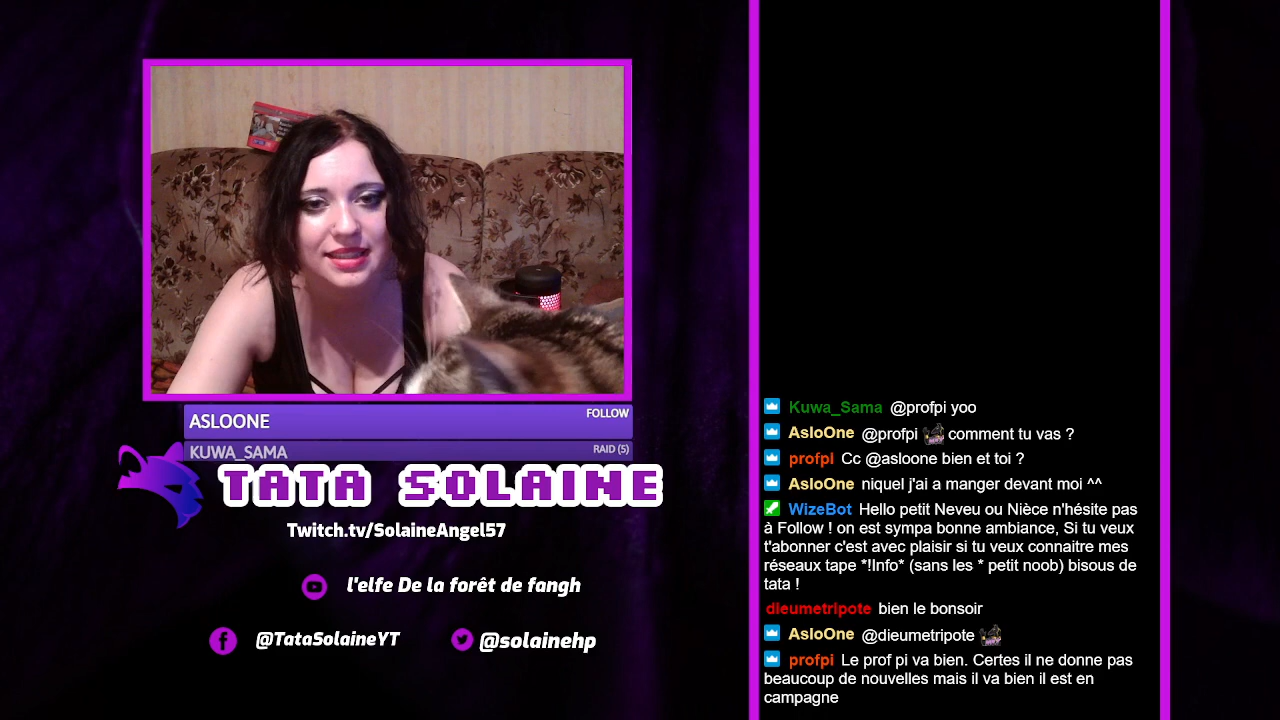 ASLOONE FOLLOW
KUWA_SAMA RAID (5)
TATA SOLAINE
Twitch.tv/SolaineAngel57
l'elfe De la forêt de fangh
@TataSolaineYT @solainehp
Kuwa_Sama @profpi yoo
AsloOne @profpi comment tu vas ?
profpi Cc @asloone bien et toi ?
AsloOne niquel j'ai a manger devant moi ^^
WizeBot Hello petit Neveu ou Nièce n'hésite pas
à Follow ! on est sympa bonne ambiance, Si tu veux
t'abonner c'est avec plaisir si tu veux connaitre mes
réseaux tape *!Info* (sans les * petit noob) bisous de
tata !
dieumetripote bien le bonsoir
AsloOne @dieumetripote
profpi Le prof pi va bien. Certes il ne donne pas
beaucoup de nouvelles mais il va bien il est en
campagne